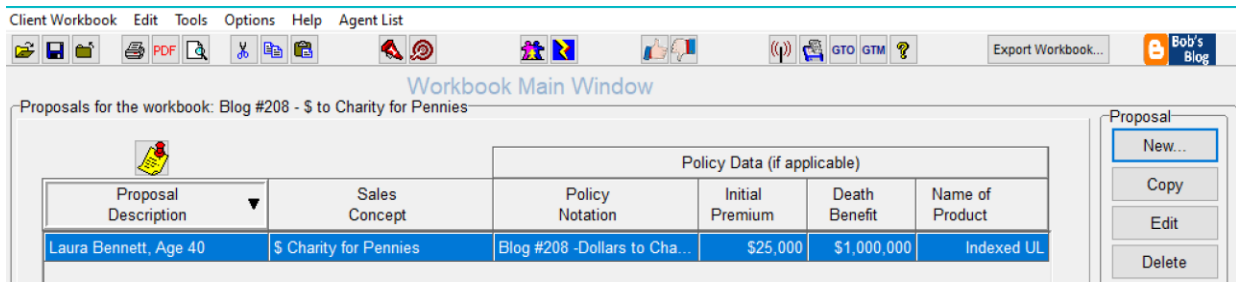 Client Workbook Edit Tools Options Help Agent List
PDF GTO GTM ? Export Workbook... Bob's
Blog
Workbook Main Window
Proposals for the workbook: Blog #208 - $ to Charity for Pennies
Proposal
New...
Policy Data (if applicable)
Copy
Proposal Sales Policy Initial Death Name of
Description Concept Notation Premium Benefit Product
Edit
Laura Bennett, Age 40 $ Charity for Pennies Blog #208 -Dollars to Cha... $25,000 $1,000,000 Indexed UL
Delete